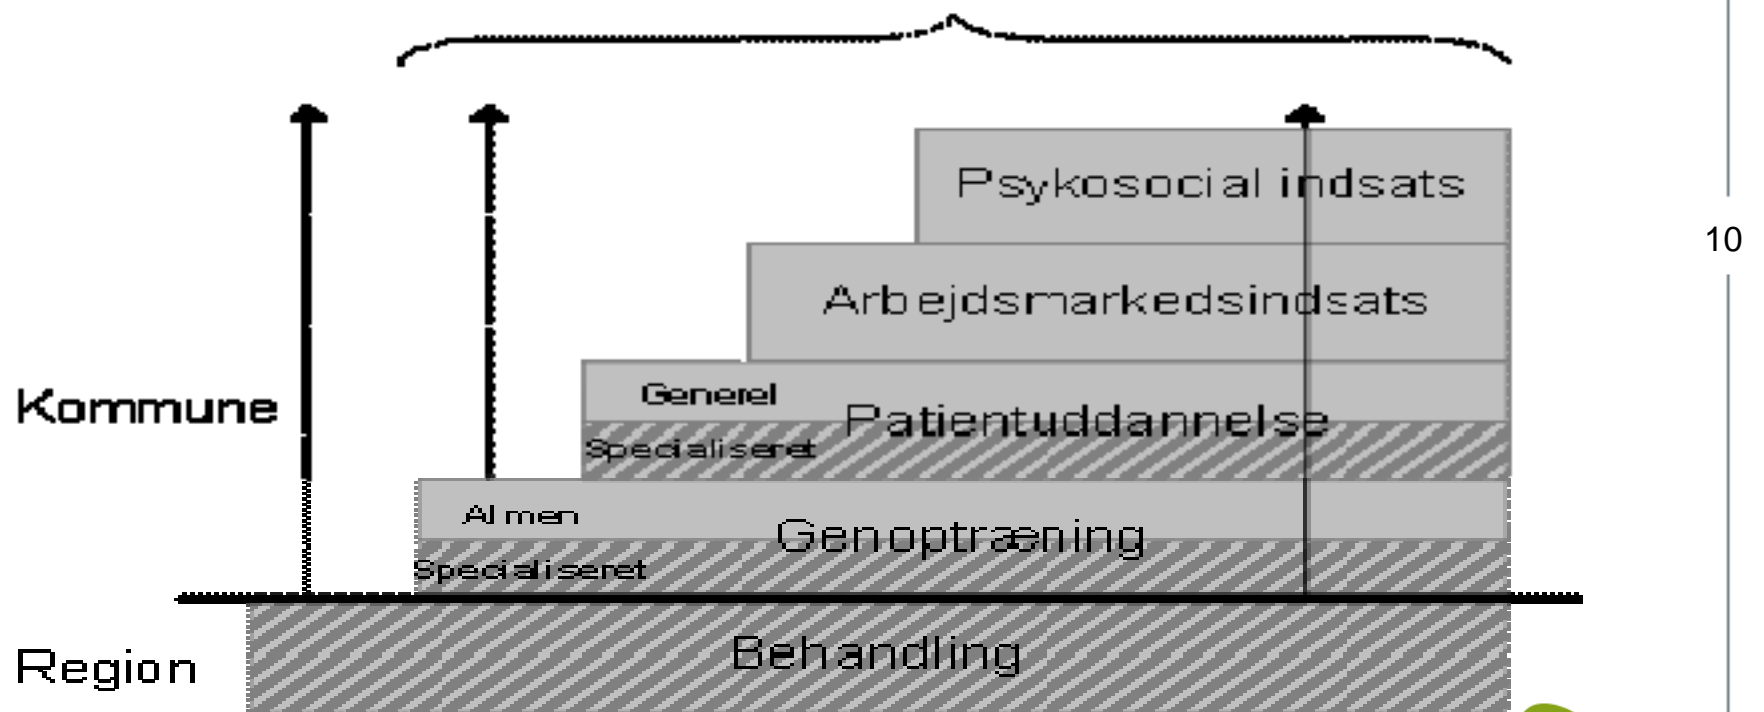 Psykosocial indsats
10
Arbejdsmarkedsindsats
Generel
Kommune
Patientuddannelse
Specialiseret
Almen
Genoptræning
Specialiseret
Behandling
Region